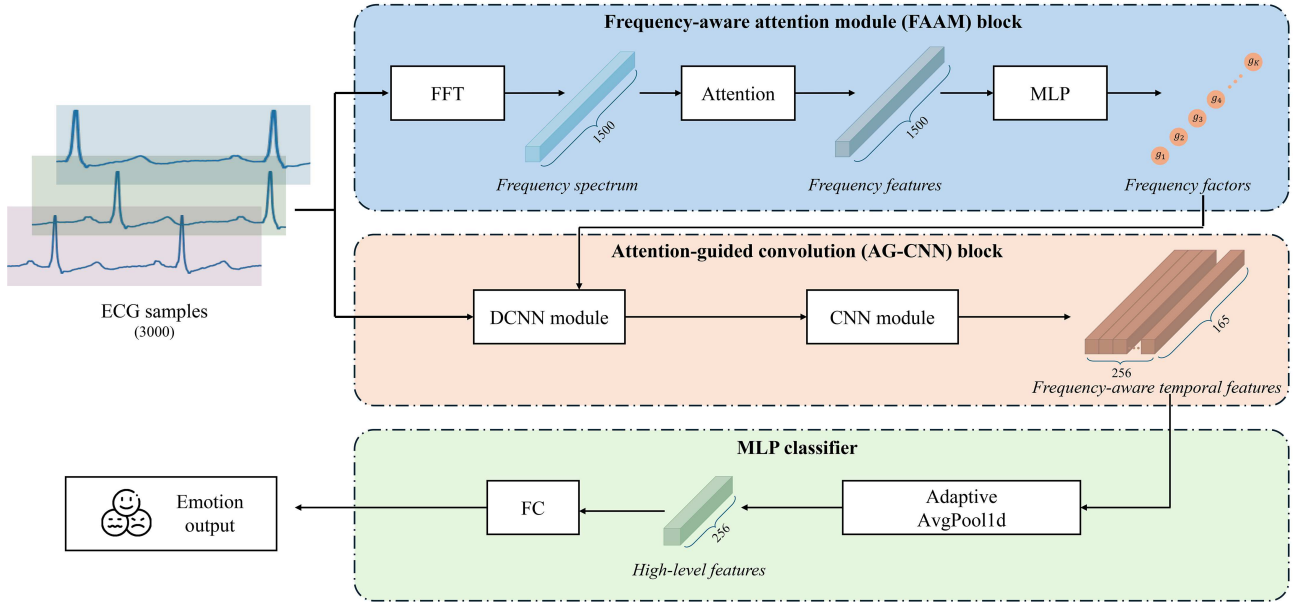 Frequency-aware attention module (FAAM) block
FFT
1500
Frequency spectrum
Attention
1500
Frequency features
MLP
g1
g2
g3
g4
gK
Frequency factors
ECG samples
(3000)
Attention-guided convolution (AG-CNN) block
DCNN module
CNN module
256
165
Frequency-aware temporal features
MLP classifier
Adaptive
AvgPool1d
256
High-level features
FC
Emotion
output